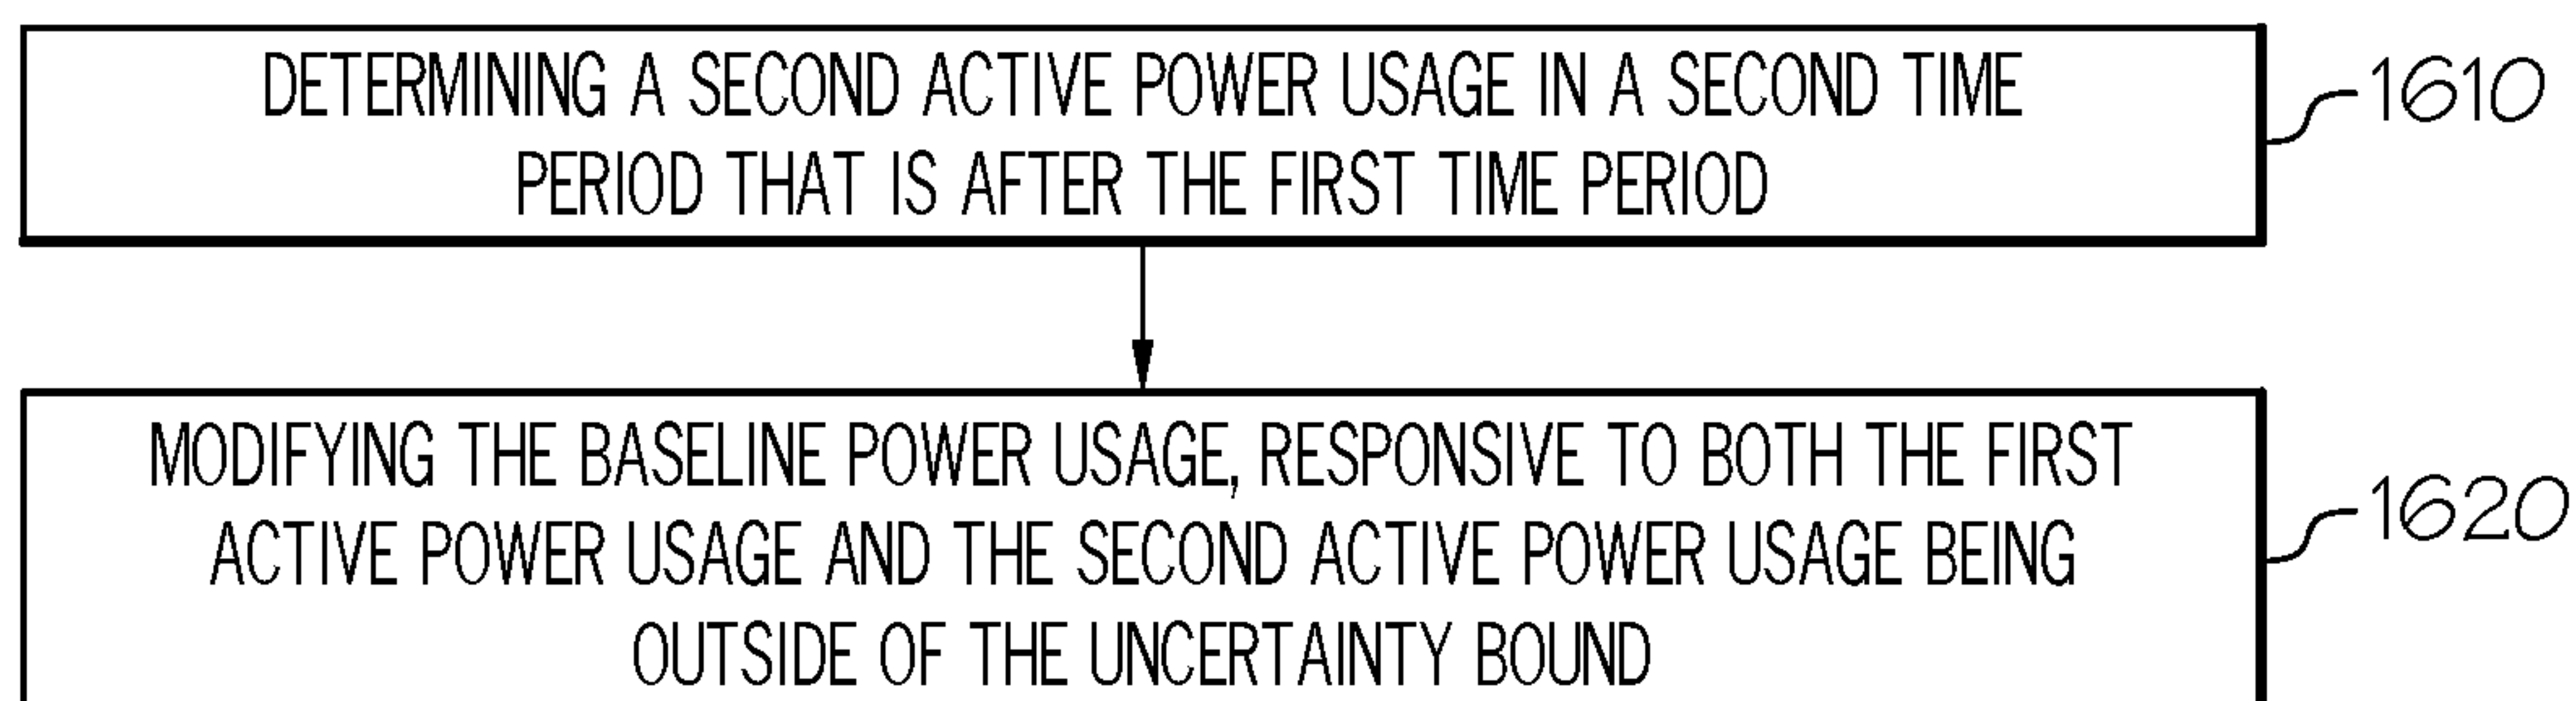 DETERMINING A SECOND ACTIVE POWER USAGE IN A SECOND TIME
PERIOD THAT IS AFTER THE FIRST TIME PERIOD
1610
MODIFYING THE BASELINE POWER USAGE, RESPONSIVE TO BOTH THE FIRST
ACTIVE POWER USAGE AND THE SECOND ACTIVE POWER USAGE BEING
OUTSIDE OF THE UNCERTAINTY BOUND
1620